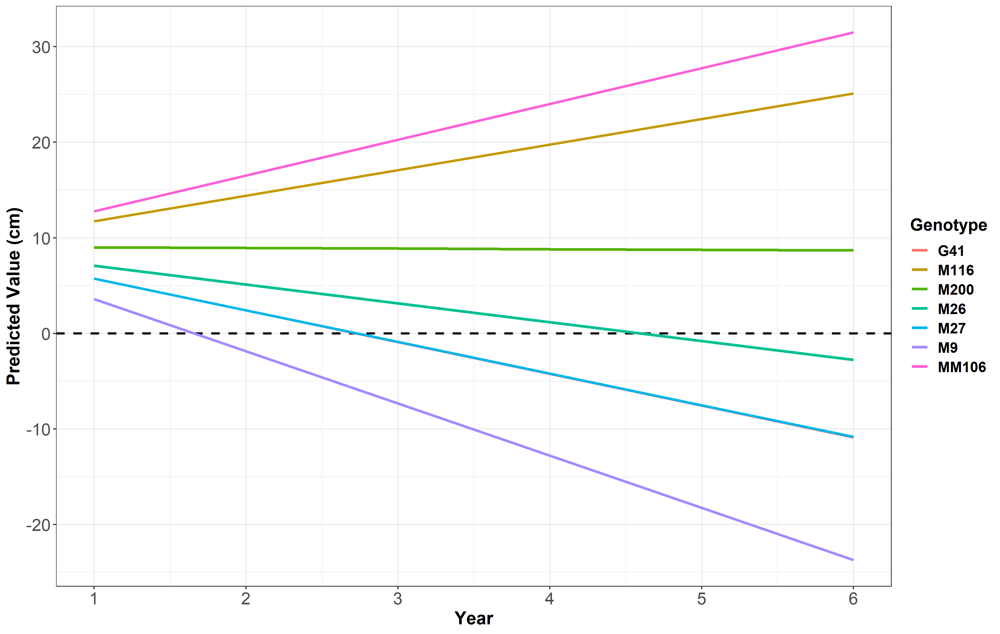 30
20
10
0
-10
-20
Predicted Value (cm)
1 2 3 4 5 6
Year
Genotype
G41
M116
M200
M26
M27
M9
MM106